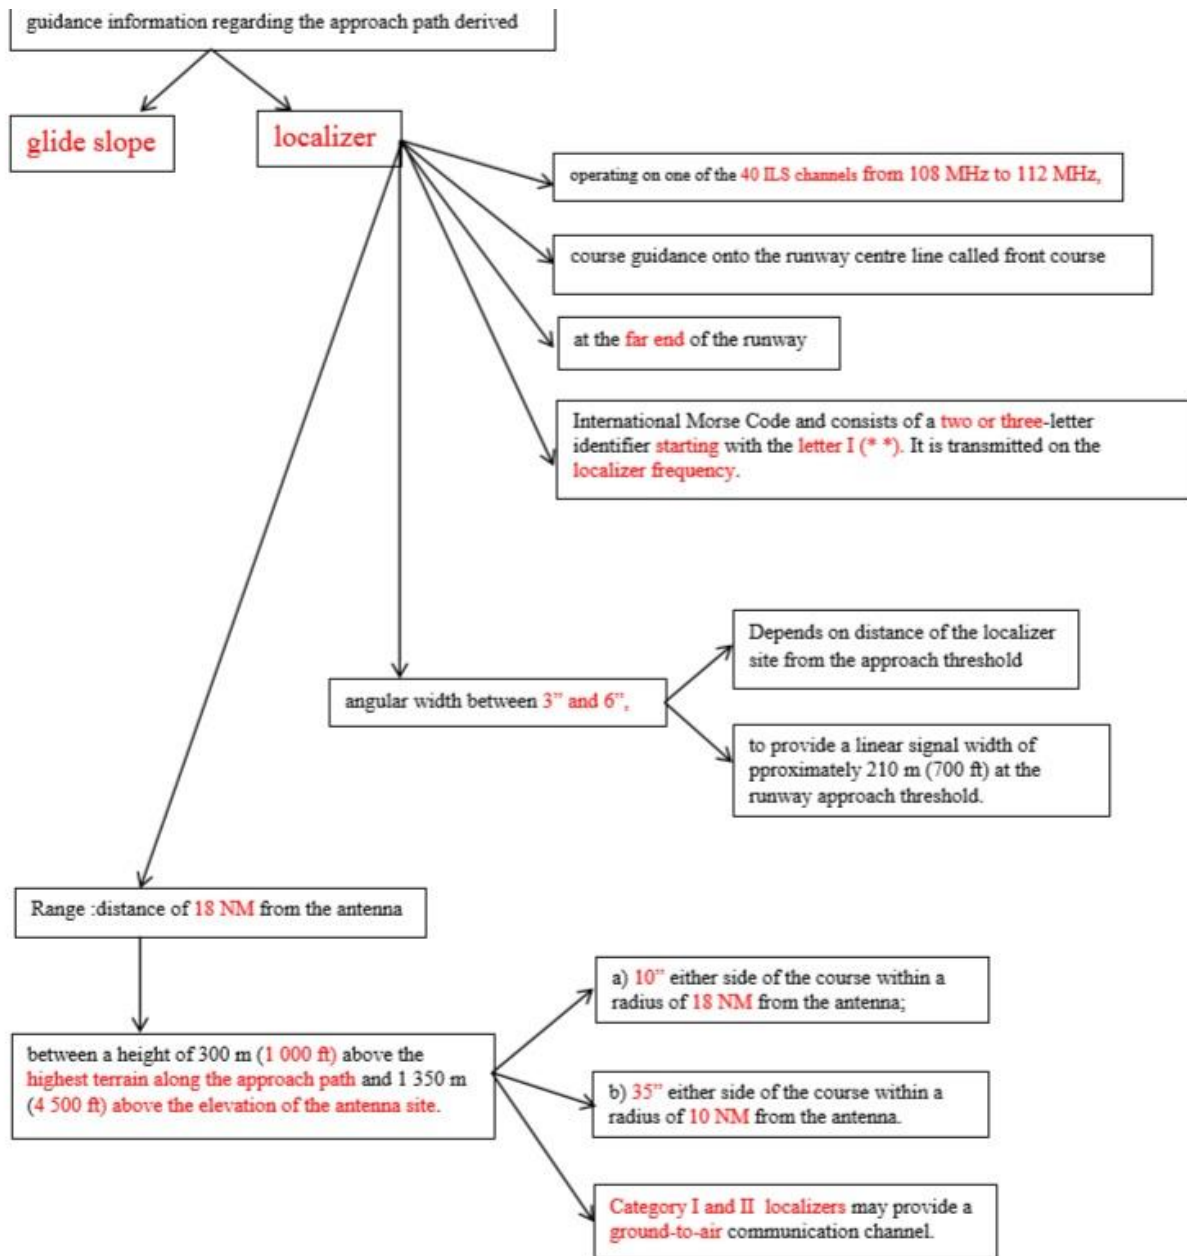 guidance information regarding the approach path derived
glide slope
localizer
operating on one of the 40 ILS channels from 108 MHz to 112 MHz,
course guidance onto the runway centre line called front course
at the far end of the runway
International Morse Code and consists of a two or three-letter
identifier starting with the letter I (* *). It is transmitted on the
localizer frequency.
angular width between 3” and 6”,
Depends on distance of the localizer
site from the approach threshold
to provide a linear signal width of
pproximately 210 m (700 ft) at the
runway approach threshold.
Range :distance of 18 NM from the antenna
between a height of 300 m (1 000 ft) above the
highest terrain along the approach path and 1 350 m
(4 500 ft) above the elevation of the antenna site.
a) 10” either side of the course within a
radius of 18 NM from the antenna;
b) 35” either side of the course within a
radius of 10 NM from the antenna.
Category I and II localizers may provide a
ground-to-air communication channel.